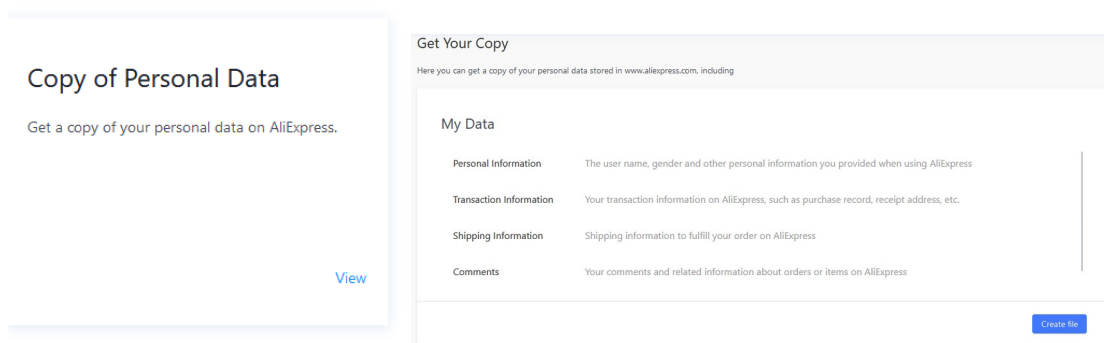 Copy of Personal Data
Get a copy of your personal data on AliExpress.
View
Get Your Copy
Here you can get a copy of your personal data stored in www.aliexpress.com, including
My Data
Personal Information The user name, gender and other personal information you provided when using AliExpress
Transaction Information Your transaction information on AliExpress, such as purchase record, receipt address, etc.
Shipping Information Shipping information to fulfill your order on AliExpress
Comments Your comments and related information about orders or items on AliExpress
Create file